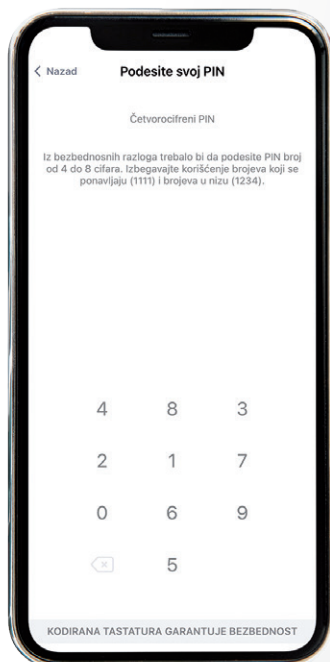 Nazad Podesite svoj PIN
Četvorocifreni PIN
Iz bezbednosnih razloga trebalo bi da podesite PIN broj
od 4 do 8 cifara. Izbegavajte korišćenje brojeva koji se
ponavljaju (1111) i brojeva u nizu (1234).
4 8 3
2 1 7
0 6 9
5
KODIRANA TASTATURA GARANTUJE BEZBEDNOST